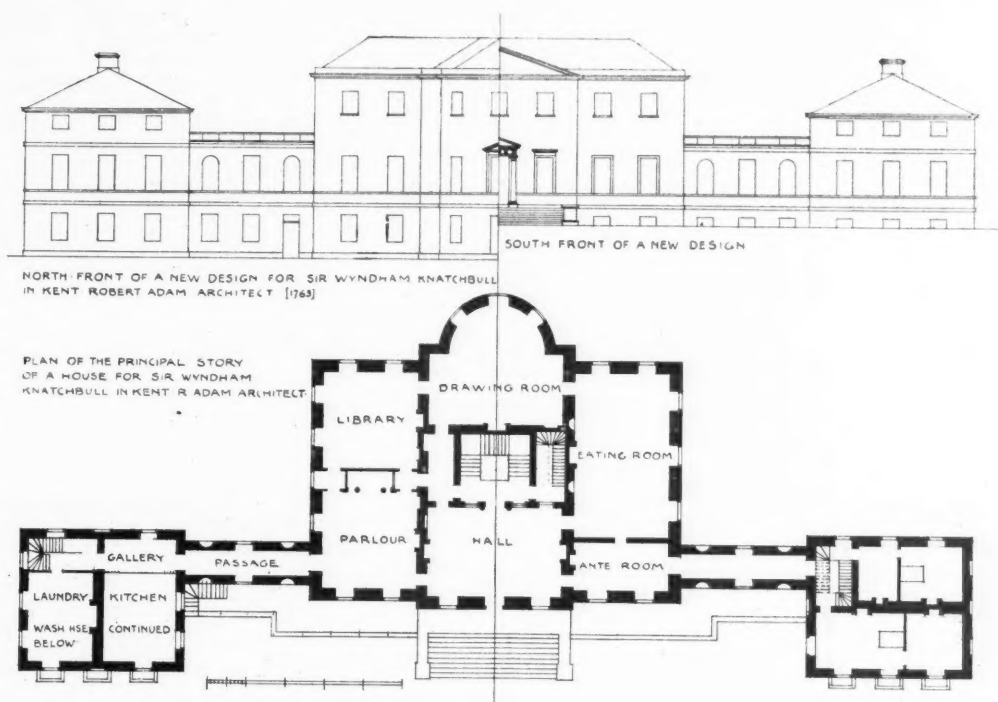 SOUTH FRONT OF A NEW DESIGN
NORTH FRONT OF A NEW DESIGN FOR SIR WYNDHAM KNATCHBULL
IN KENT ROBERT ADAM ARCHITECT [1763]
PLAN OF THE PRINCIPAL STORY
OF A HOUSE FOR SIR WYNDHAM
KNATCHBULL IN KENT R ADAM ARCHITECT
DRAWING ROOM
LIBRARY
EATING ROOM
PARLOUR
HALL
GALLERY
PASSAGE
ANTE ROOM
LAUNDRY
KITCHEN
WASH HSE
BELOW
CONTINUED